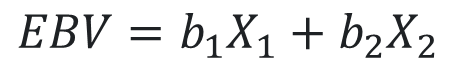 EBV = b₁X₁ + b₂X₂